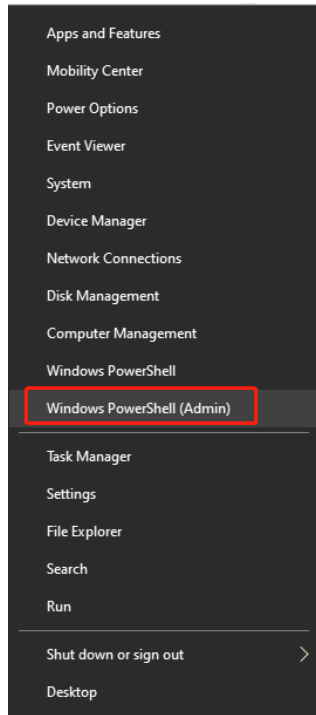 Apps and Features
Mobility Center
Power Options
Event Viewer
System
Device Manager
Network Connections
Disk Management
Computer Management
Windows PowerShell
Windows PowerShell (Admin)
Task Manager
Settings
File Explorer
Search
Run
Shut down or sign out
Desktop